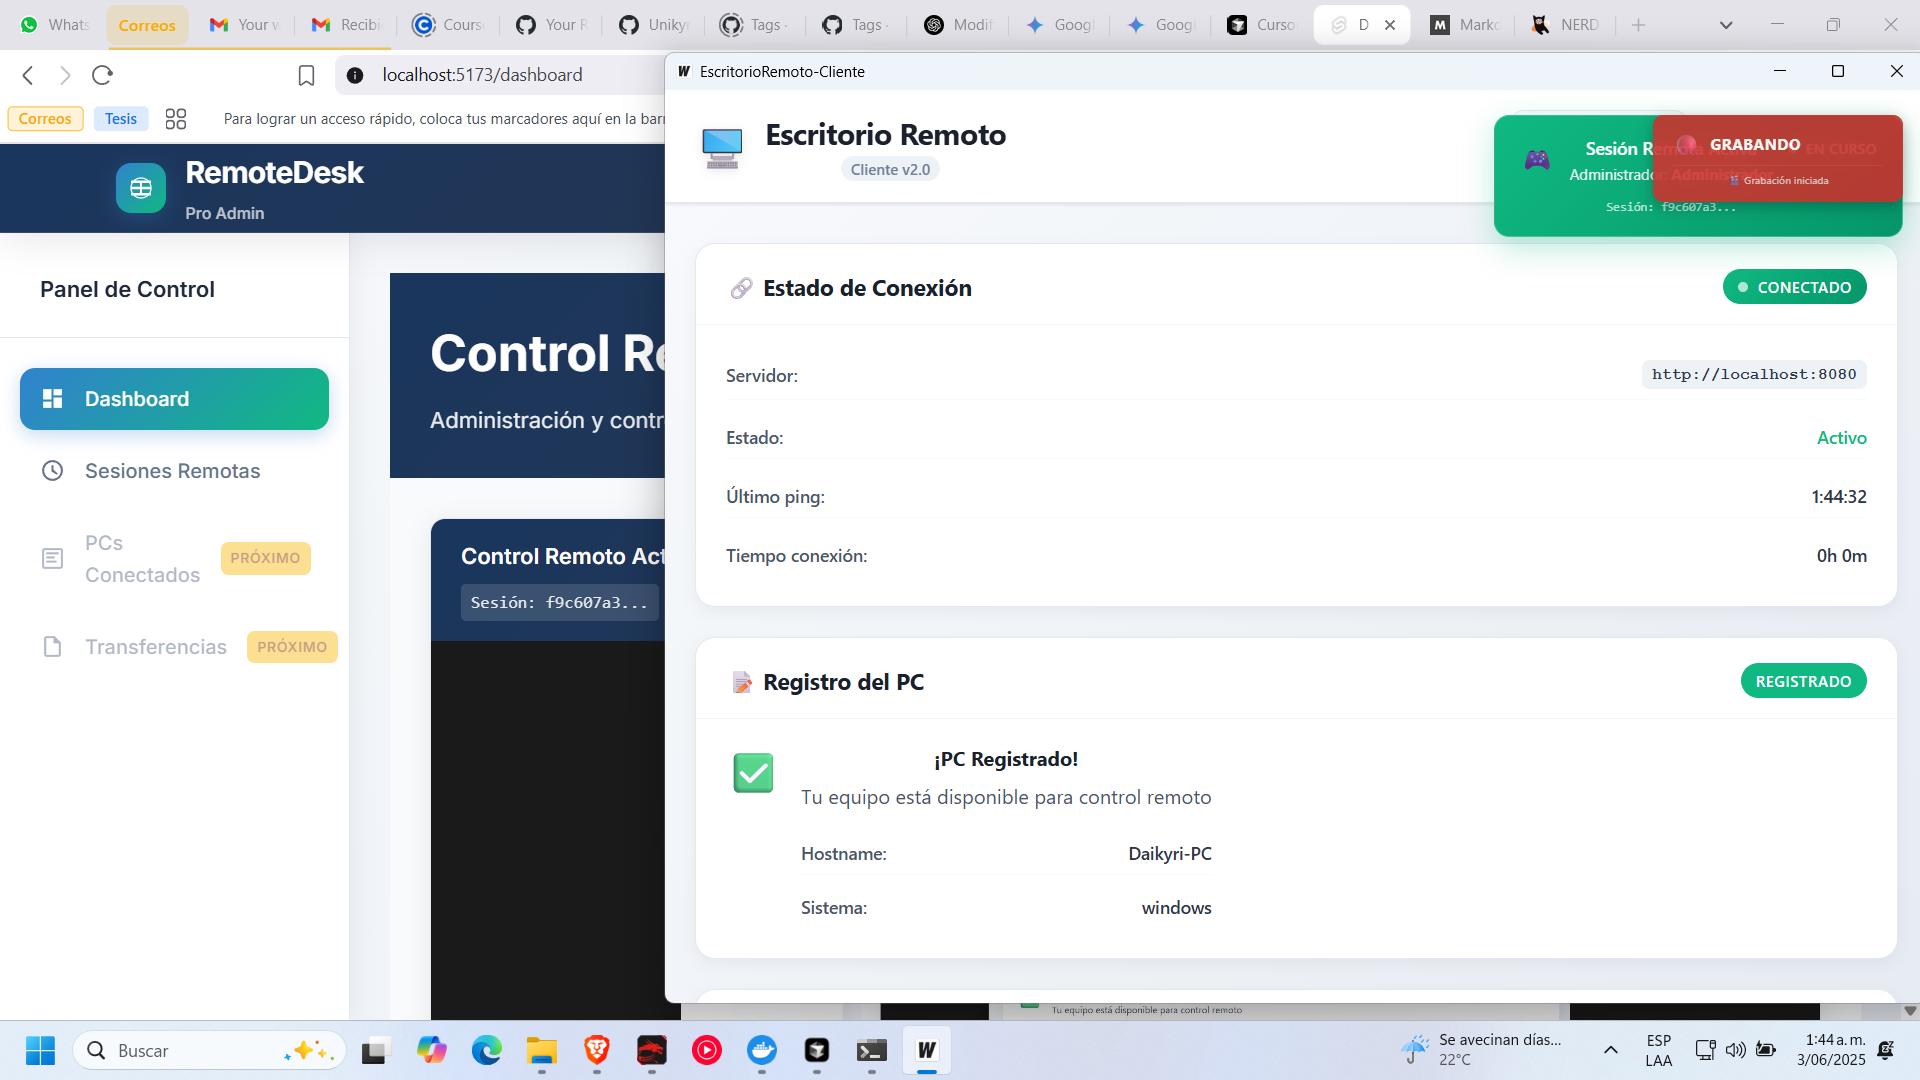 Whats
Correos
Your w
Recibi
Cours
Your R
Uniky
Tags
Tags
Modif
Goog
Goog
Curso
D
Marko
NERD
localhost:5173/dashboard
Correos
Tesis
Para lograr un acceso rápido, coloca tus marcadores aquí en la barr
RemoteDesk
Pro Admin
Panel de Control
Dashboard
Sesiones Remotas
PCs
Conectados
PRÓXIMO
Transferencias
PRÓXIMO
Control Re
Administración y contr
Control Remoto Act
Sesión: f9c607a3...
EscritorioRemoto-Cliente
Escritorio Remoto
Cliente v2.0
Sesión R
EN CURSO
Administrador: Administrador
Sesión: f9c607a3...
GRABANDO
Grabación iniciada
Estado de Conexión
CONECTADO
Servidor:
http://localhost:8080
Estado:
Activo
Último ping:
1:44:32
Tiempo conexión:
0h 0m
Registro del PC
REGISTRADO
¡PC Registrado!
Tu equipo está disponible para control remoto
Hostname:
Daikyri-PC
Sistema:
windows
Tu equipo está disponible para control remoto
Buscar
Se avecinan días...
22°C
ESP
LAA
1:44 a. m.
3/06/2025